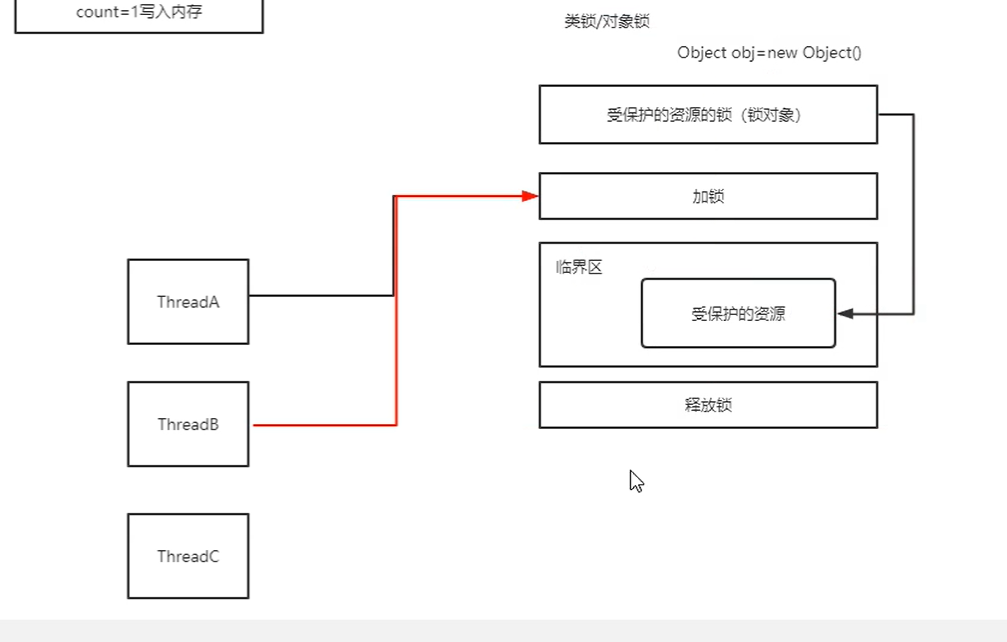 count=1写入内存
类锁/对象锁
Object obj=new Object()
受保护的资源的锁（锁对象）
加锁
临界区
受保护的资源
释放锁
ThreadA
ThreadB
ThreadC